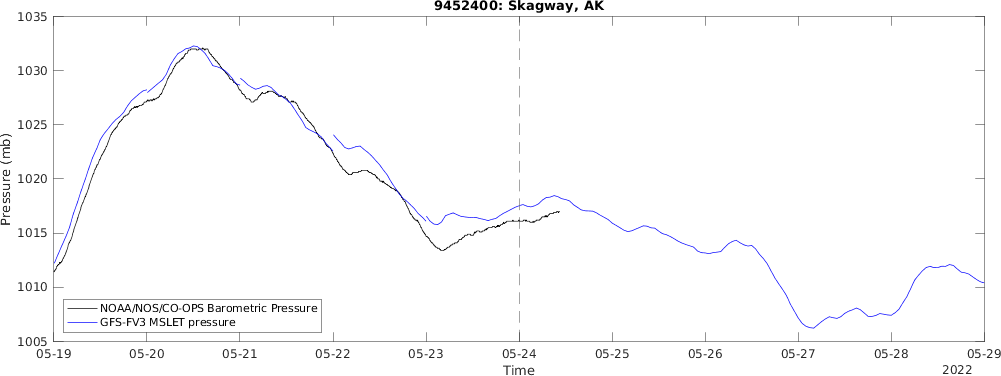 9452400: Skagway, AK
Pressure (mb)
1035
1030
1025
1020
1015
1010
1005
NOAA/NOS/CO-OPS Barometric Pressure
GFS-FV3 MSLET pressure
05-19 05-20 05-21 05-22 05-23 05-24 05-25 05-26 05-27 05-28 05-29
Time
2022